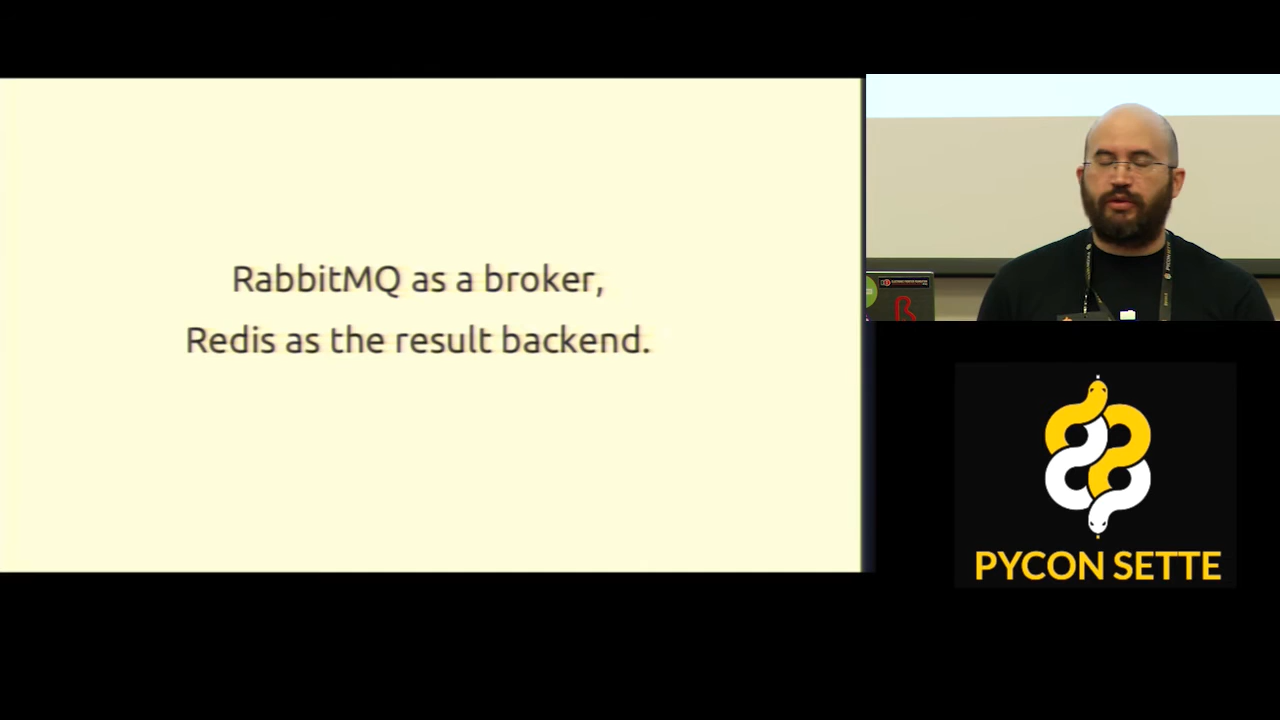 RabbitMQ as a broker,
Redis as the result backend.
PYCON SETTE